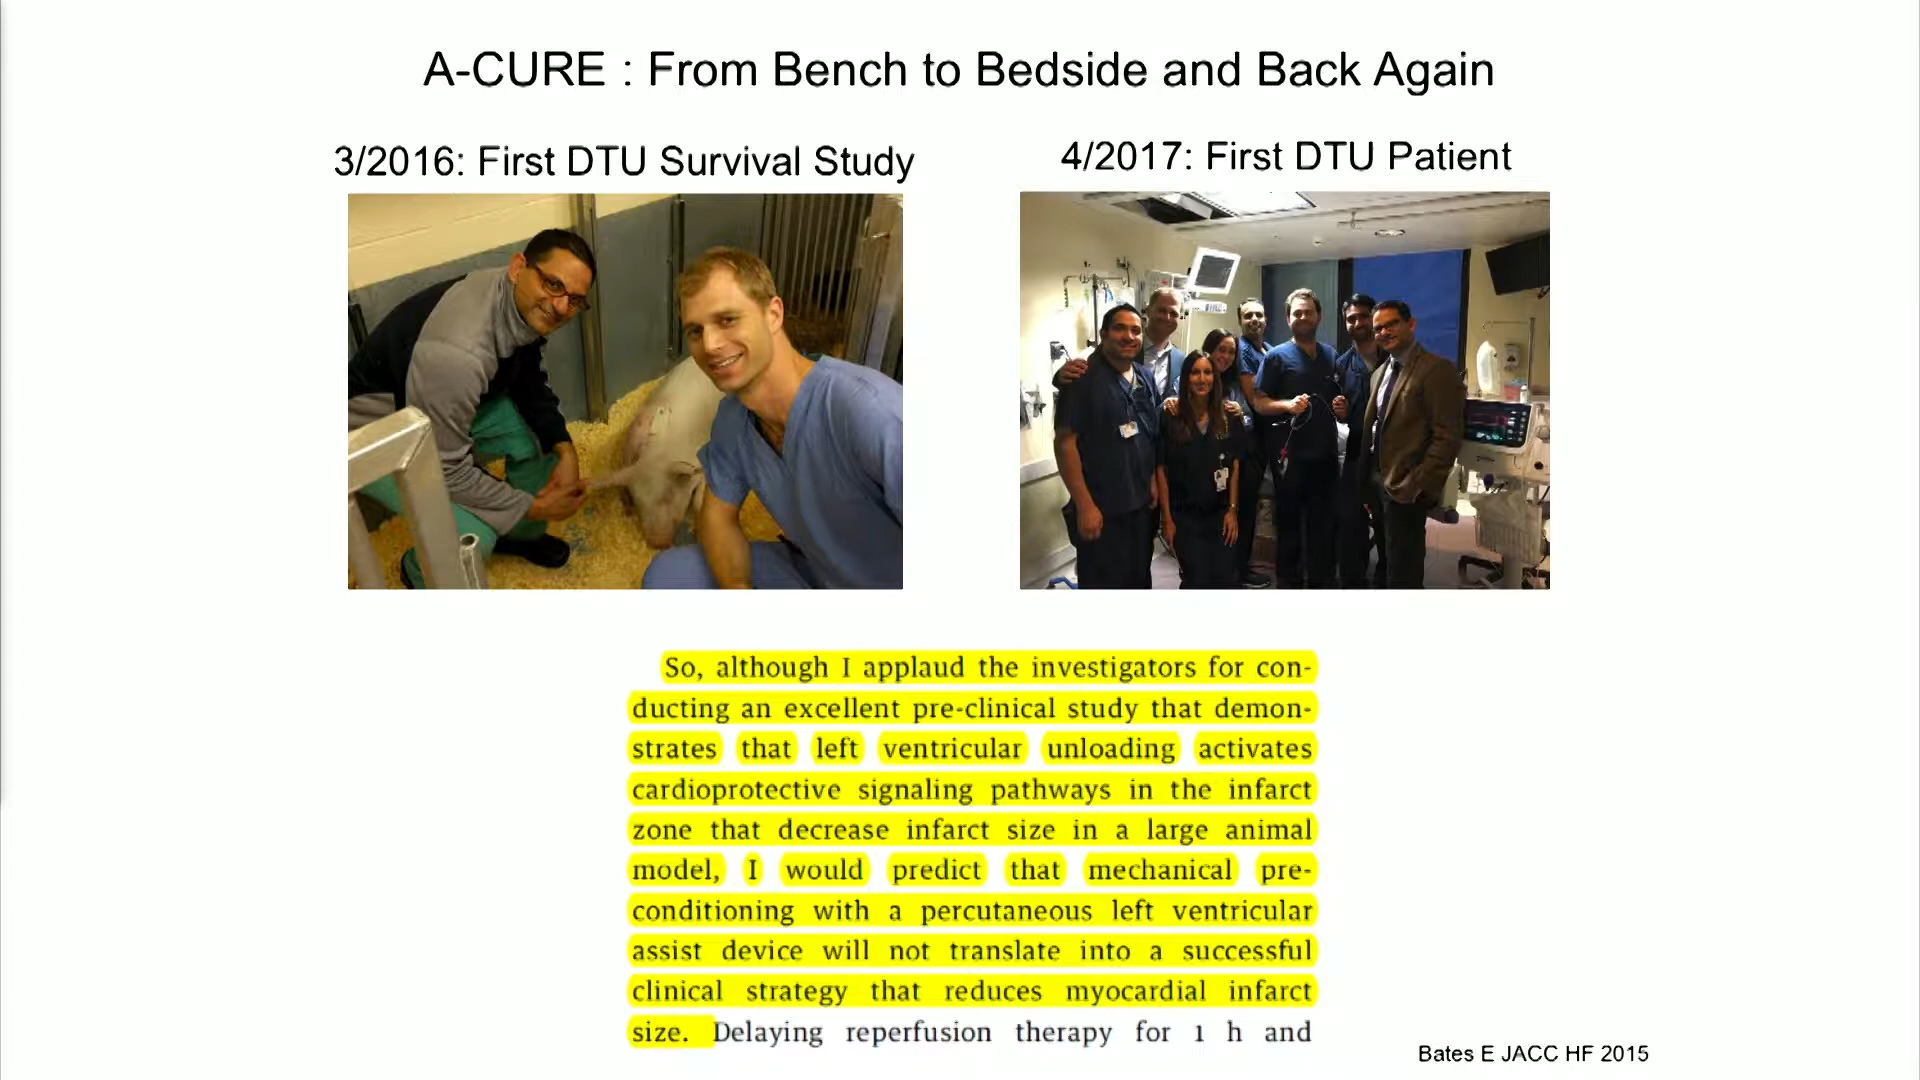 A-CURE : From Bench to Bedside and Back Again
3/2016: First DTU Survival Study
4/2017: First DTU Patient
So, although I applaud the investigators for con-
ducting an excellent pre-clinical study that demon-
strates that left ventricular unloading activates
cardioprotective signaling pathways in the infarct
zone that decrease infarct size in a large animal
model, I would predict that mechanical pre-
conditioning with a percutaneous left ventricular
assist device will not translate into a successful
clinical strategy that reduces myocardial infarct
size. Delaying reperfusion therapy for 1 h and
Bates E JACC HF 2015